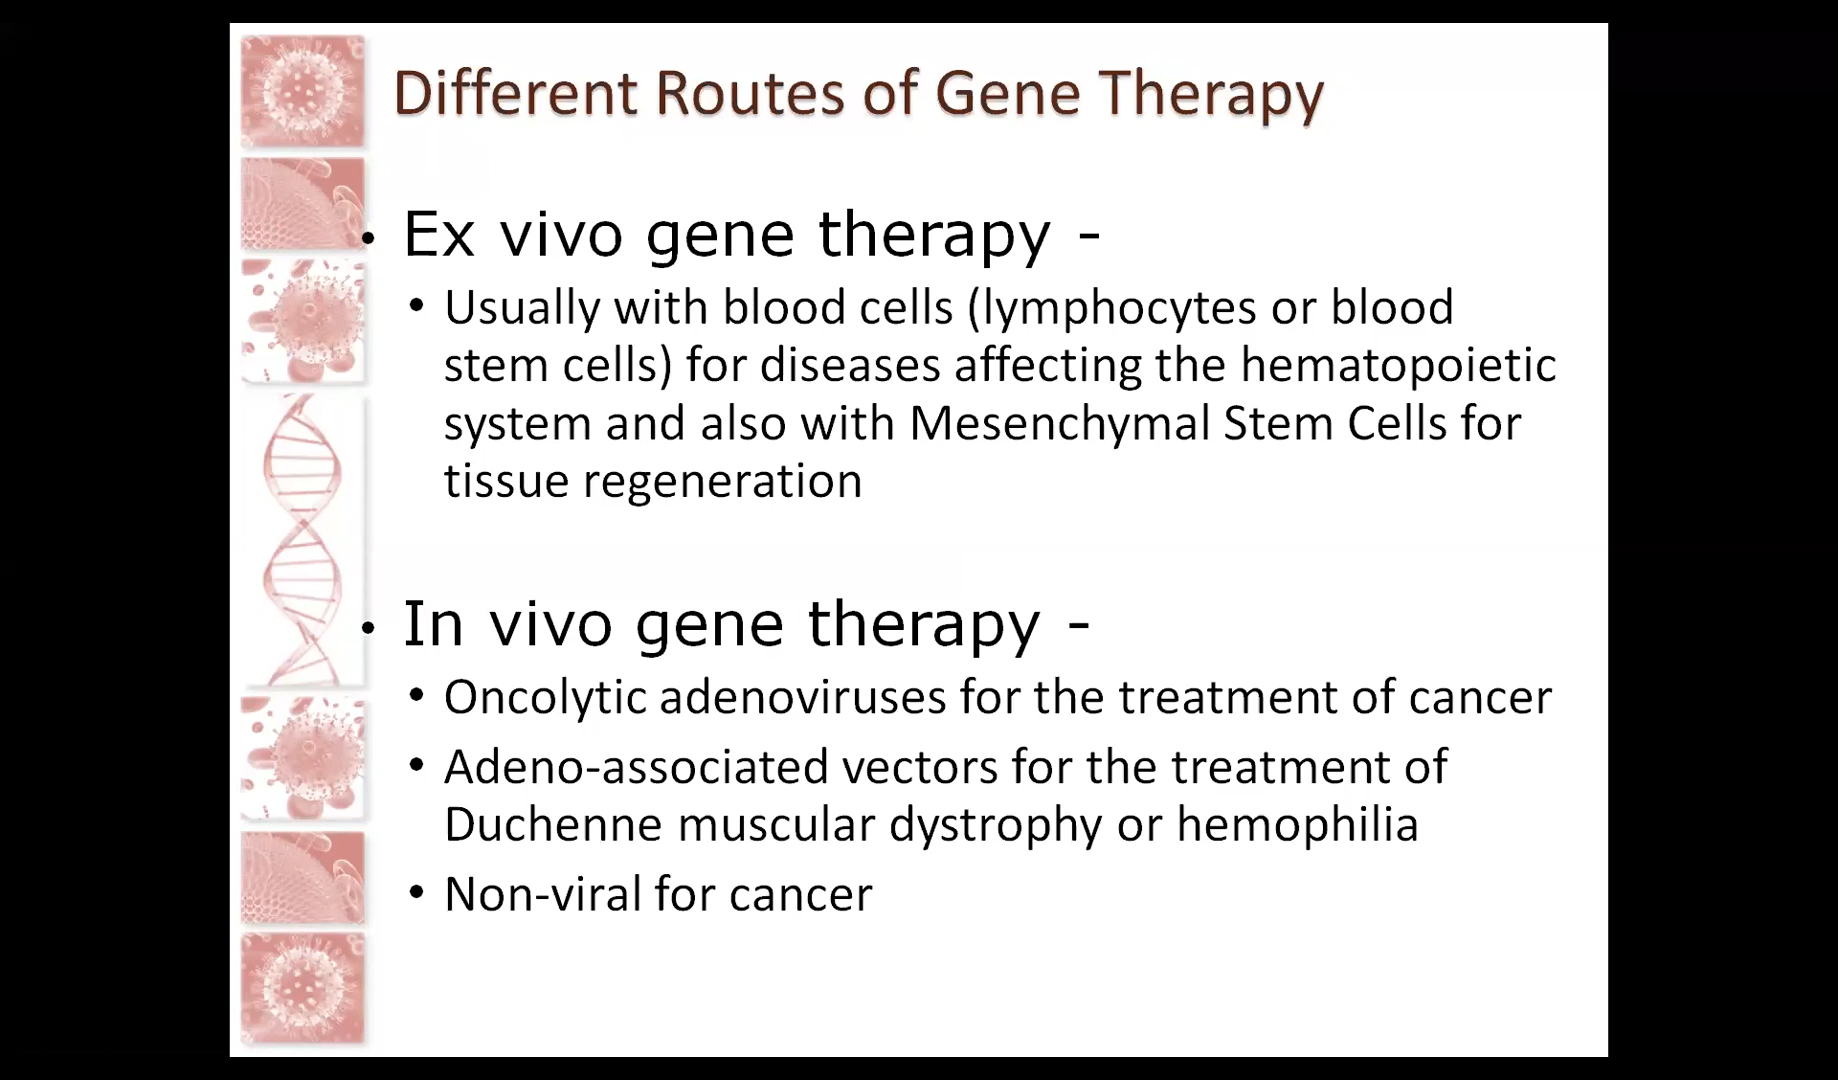 Different Routes of Gene Therapy
• Ex vivo gene therapy -
• Usually with blood cells (lymphocytes or blood
stem cells) for diseases affecting the hematopoietic
system and also with Mesenchymal Stem Cells for
tissue regeneration
• In vivo gene therapy -
• Oncolytic adenoviruses for the treatment of cancer
• Adeno-associated vectors for the treatment of
Duchenne muscular dystrophy or hemophilia
• Non-viral for cancer